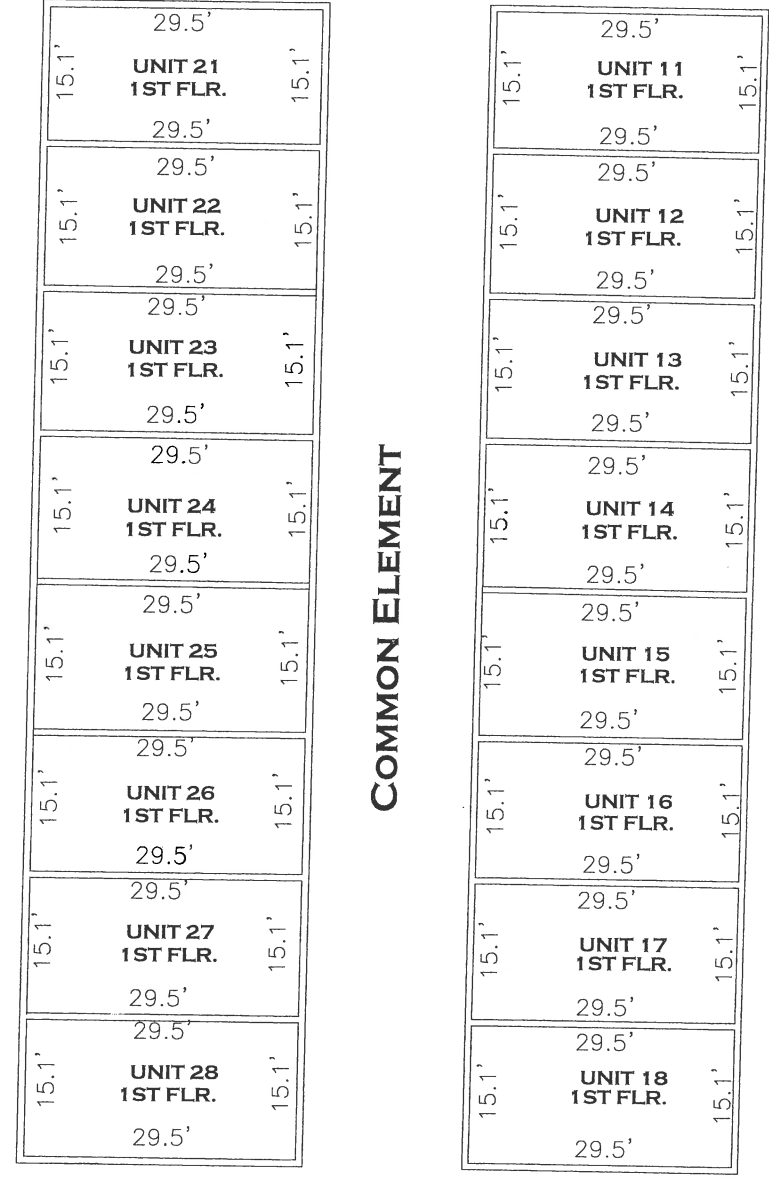 29.5'
15.1'
UNIT 21
1ST FLR.
15.1'
29.5'
29.5'
15.1'
UNIT 22
1ST FLR.
15.1'
29.5'
29.5'
15.1'
UNIT 23
1ST FLR.
15.1'
29.5'
29.5'
15.1'
UNIT 24
1ST FLR.
15.1'
29.5'
29.5'
15.1'
UNIT 25
1ST FLR.
15.1'
29.5'
29.5'
15.1'
UNIT 26
1ST FLR.
15.1'
29.5'
29.5'
15.1'
UNIT 27
1ST FLR.
15.1'
29.5'
29.5'
15.1'
UNIT 28
1ST FLR.
15.1'
29.5'
COMMON ELEMENT
29.5'
15.1'
UNIT 11
1ST FLR.
15.1'
29.5'
29.5'
15.1'
UNIT 12
1ST FLR.
15.1'
29.5'
29.5'
15.1'
UNIT 13
1ST FLR.
15.1'
29.5'
29.5'
15.1'
UNIT 14
1ST FLR.
15.1'
29.5'
29.5'
15.1'
UNIT 15
1ST FLR.
15.1'
29.5'
29.5'
15.1'
UNIT 16
1ST FLR.
15.1'
29.5'
29.5'
15.1'
UNIT 17
1ST FLR.
15.1'
29.5'
29.5'
15.1'
UNIT 18
1ST FLR.
15.1'
29.5'